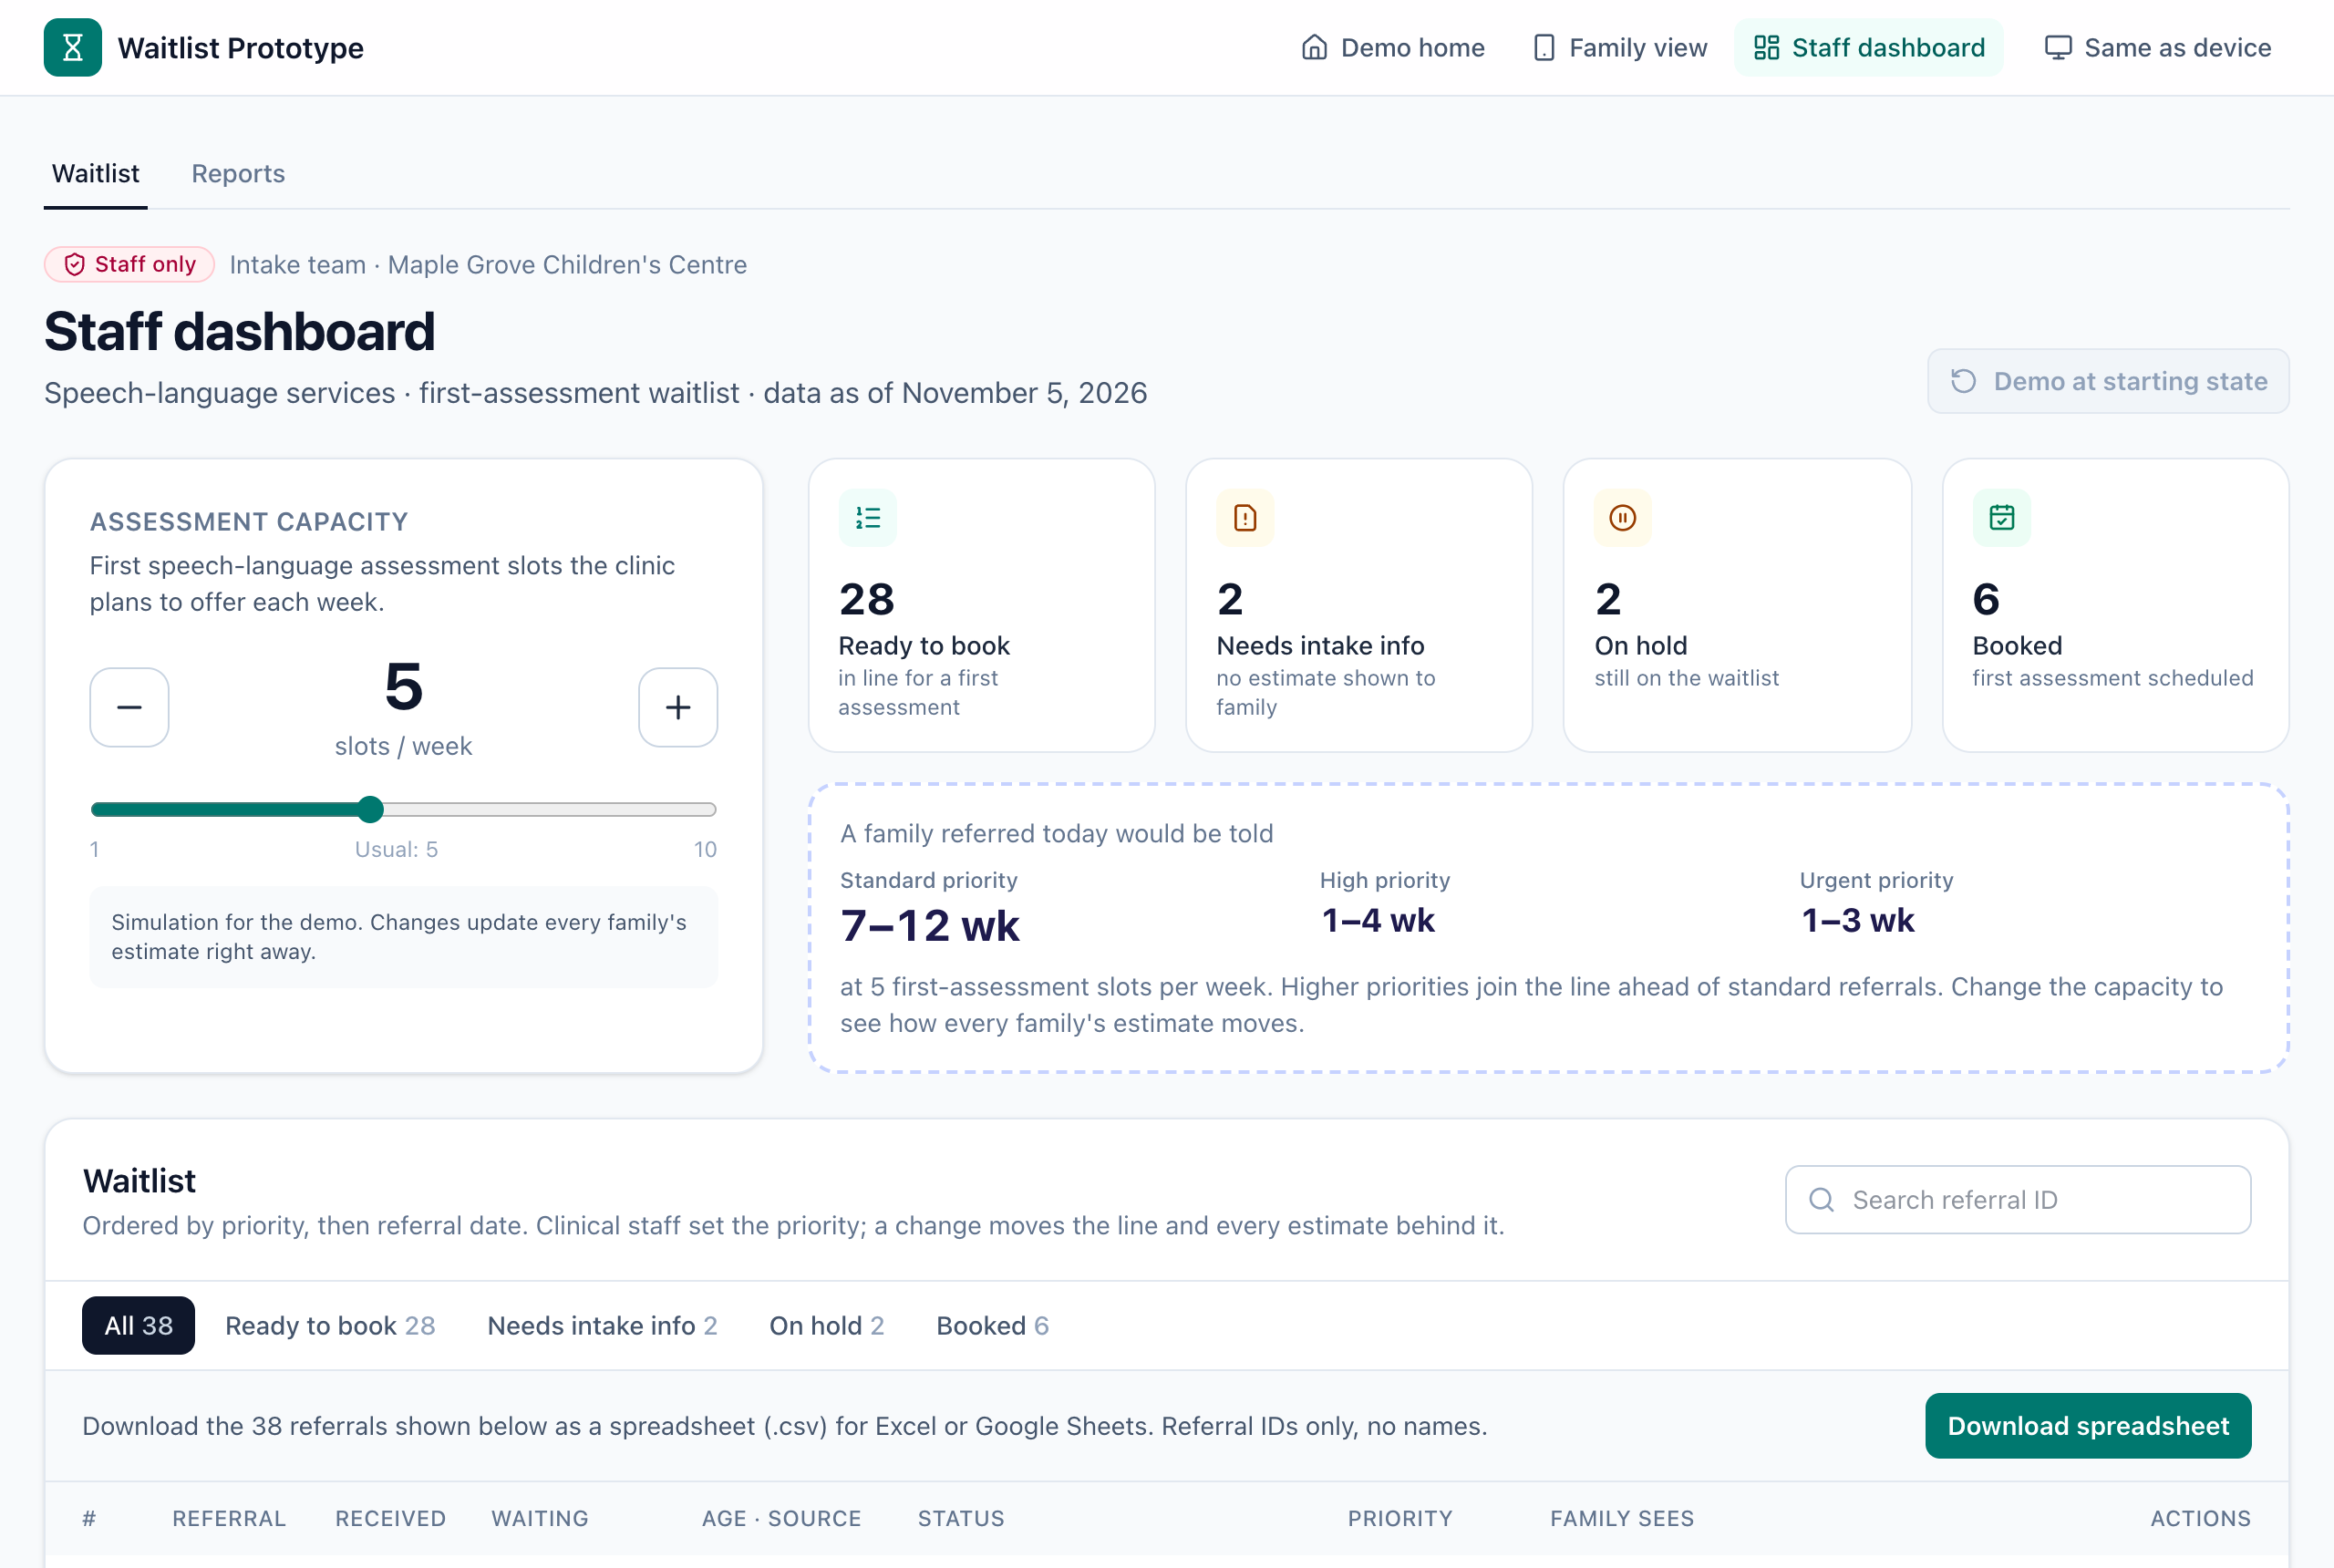 Waitlist Prototype
Demo home
Family view
Staff dashboard
Same as device
Waitlist
Reports
Staff only
Intake team · Maple Grove Children's Centre
Staff dashboard
Speech-language services · first-assessment waitlist · data as of November 5, 2026
Demo at starting state
ASSESSMENT CAPACITY
First speech-language assessment slots the clinic
plans to offer each week.
5
slots / week
1
Usual: 5
10
Simulation for the demo. Changes update every family's
estimate right away.
28
Ready to book
in line for a first
assessment
2
Needs intake info
no estimate shown to
family
2
On hold
still on the waitlist
6
Booked
first assessment scheduled
A family referred today would be told
Standard priority
7–12 wk
High priority
1–4 wk
Urgent priority
1–3 wk
at 5 first-assessment slots per week. Higher priorities join the line ahead of standard referrals. Change the capacity to
see how every family's estimate moves.
Waitlist
Ordered by priority, then referral date. Clinical staff set the priority; a change moves the line and every estimate behind it.
Search referral ID
All 38
Ready to book 28
Needs intake info 2
On hold 2
Booked 6
Download the 38 referrals shown below as a spreadsheet (.csv) for Excel or Google Sheets. Referral IDs only, no names.
Download spreadsheet
# REFERRAL RECEIVED WAITING AGE · SOURCE STATUS PRIORITY FAMILY SEES ACTIONS